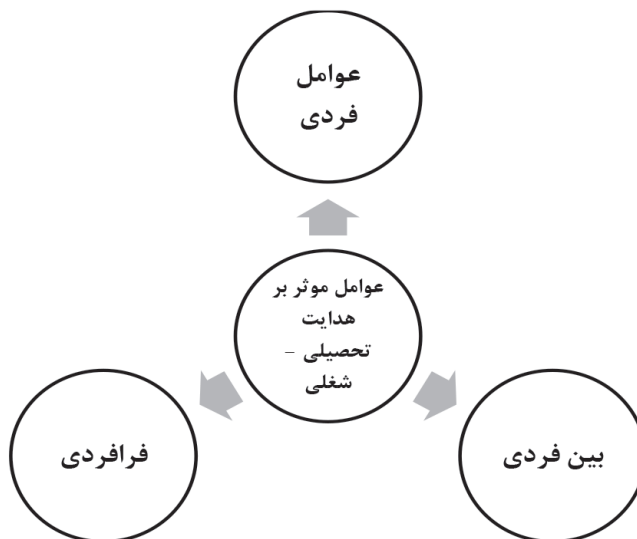 عوامل
فردی
عوامل موثر بر
هدایت
تحصیلی –
شغلی
بین فردی
فرافردی